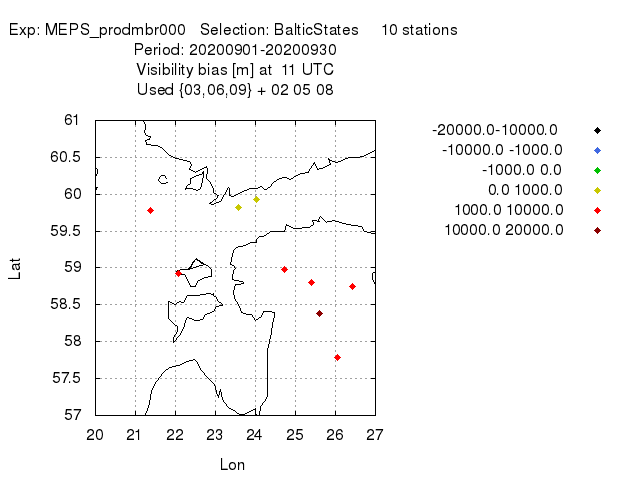 Exp: MEPS_prodmbr000 Selection: BalticStates 10 stations
Period: 20200901-20200930
Visibility bias [m] at 11 UTC
Used {03,06,09} + 02 05 08
61
60.5
60
59.5
59
58.5
58
57.5
57
20 21 22 23 24 25 26 27
Lat
Lon
-20000.0-10000.0
-10000.0 -1000.0
-1000.0 0.0
0.0 1000.0
1000.0 10000.0
10000.0 20000.0